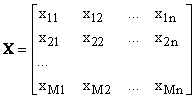 x11 x12 ... x1n
x21 x22 ... x2n
X = ...
xM1 xM2 ... xMn